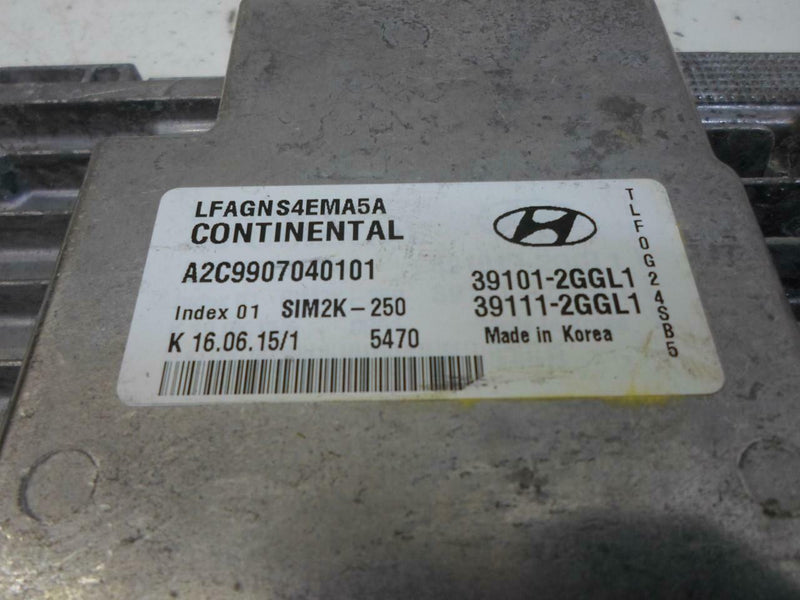 LFAGNS4EMA5A
CONTINENTAL
A2C9907040101
39101-2GGL1
Index 01 SIM2K-250
39111-2GGL1
K 16.06.15/1 5470
Made in Korea
TLF0G24SB5